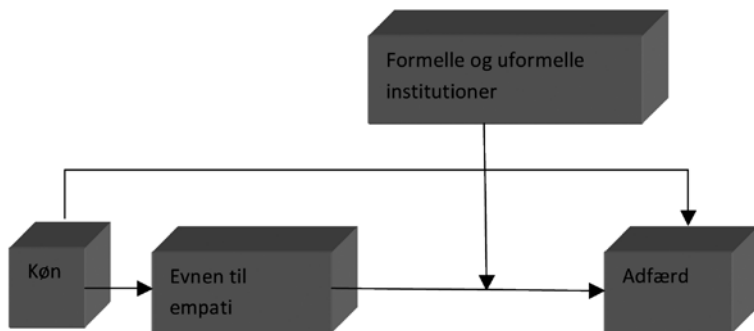 Formelle og uformelle
institutioner
Køn
Evnen til
empati
Adfærd